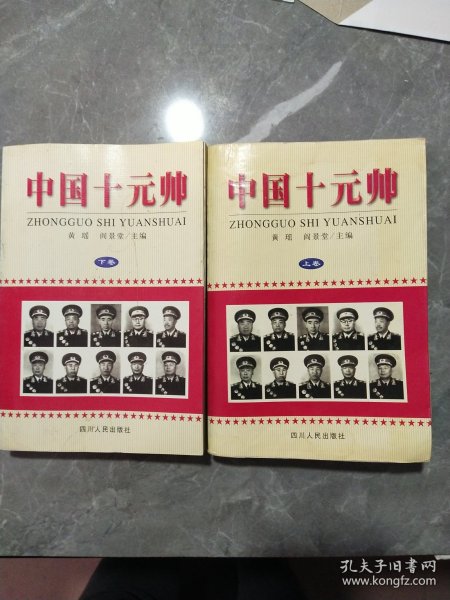 中国十元帅
ZHONGGUO SHI YUANSHUAI
黄瑶 阎景堂/主编
下卷
四川人民出版社
中国十元帅
ZHONGGUO SHI YUANSHUAI
黄瑶 阎景堂/主编
上卷
四川人民出版社
孔夫子旧书网
www.kongfz.com